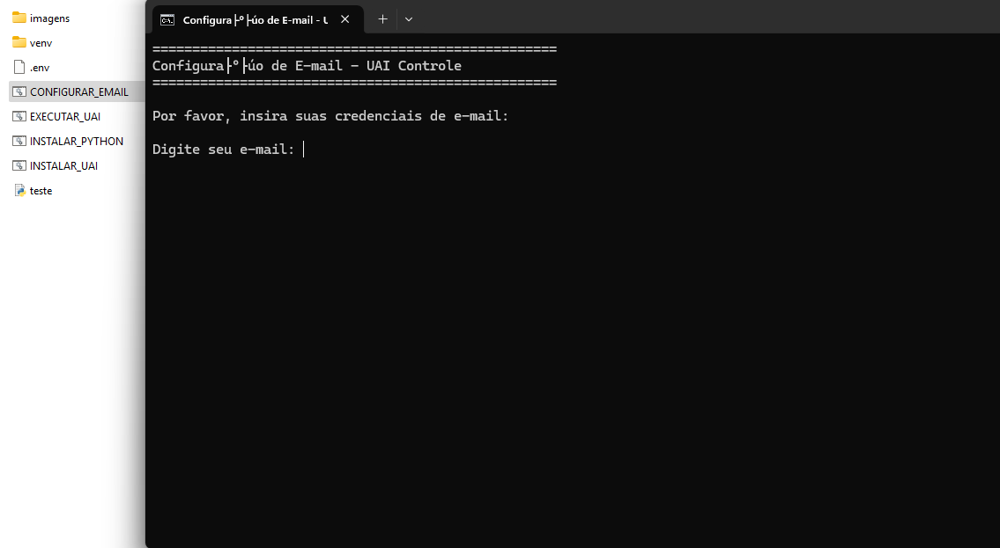 imagens
venv
.env
CONFIGURAR_EMAIL
EXECUTAR_UAI
INSTALAR_PYTHON
INSTALAR_UAI
teste
Configura├º├úo de E-mail - U
==================================================
Configura├º├úo de E-mail - UAI Controle
==================================================
Por favor, insira suas credenciais de e-mail:
Digite seu e-mail: